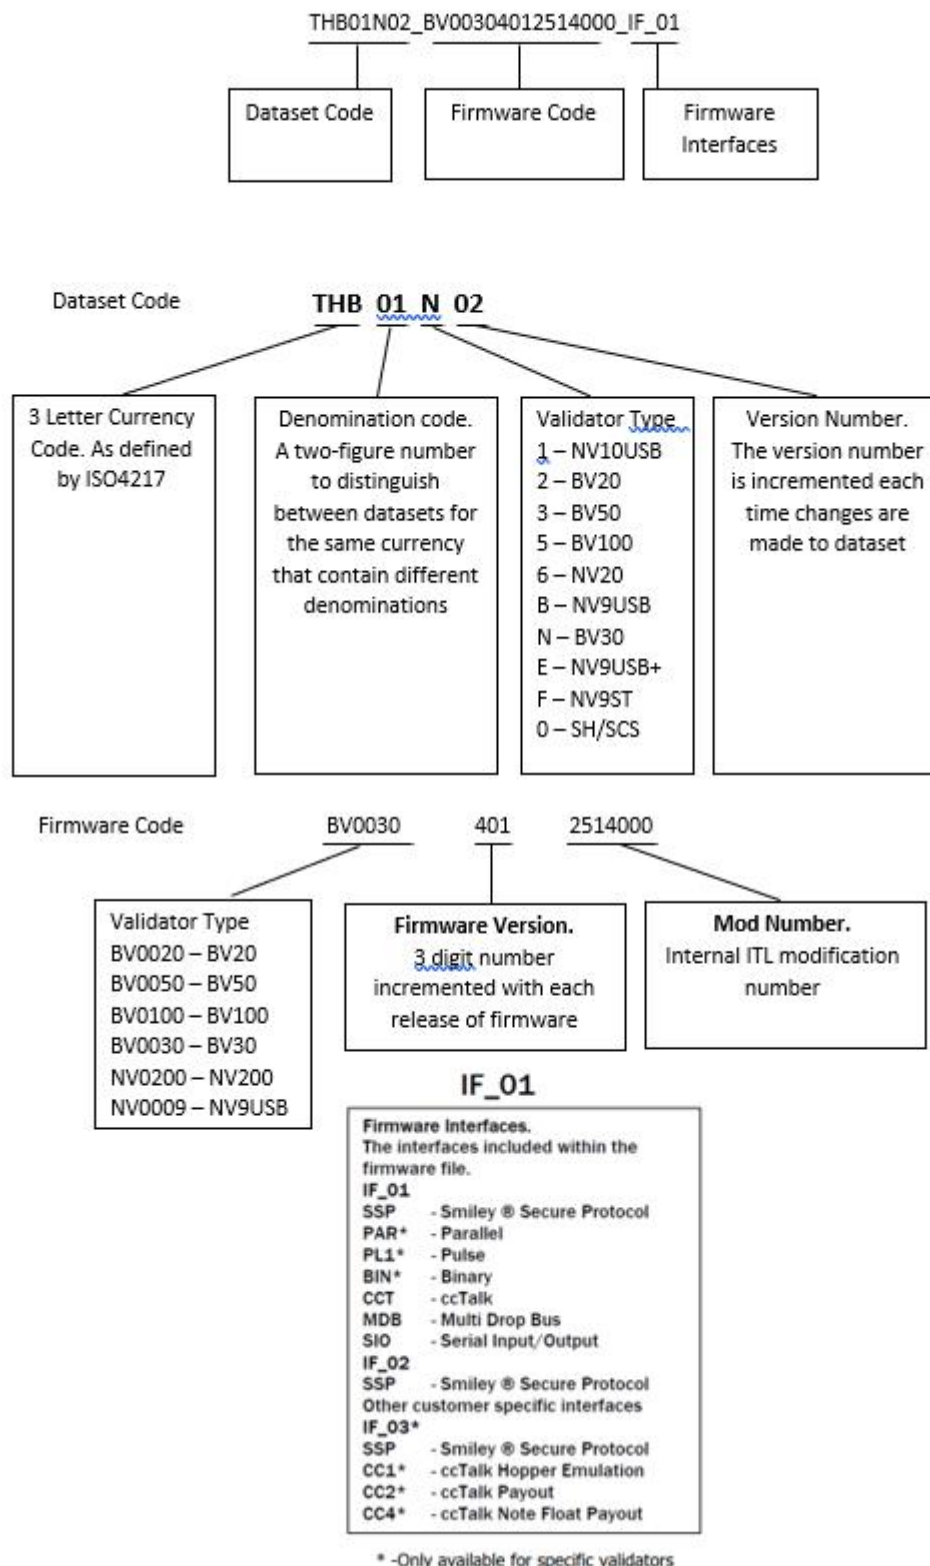 THB01N02_BV00304012514000_IF_01
Dataset Code
Firmware Code
Firmware
Interfaces
Dataset Code
THB 01 N 02
3 Letter Currency
Code. As defined
by ISO4217
Denomination code.
A two-figure number
to distinguish
between datasets for
the same currency
that contain different
denominations
Validator Type
1 – NV10USB
2 – BV20
3 – BV50
5 – BV100
6 – NV20
B – NV9USB
N – BV30
E – NV9USB+
F – NV9ST
0 – SH/SCS
Version Number.
The version number
is incremented each
time changes are
made to dataset
Firmware Code
BV0030 401 2514000
Validator Type
BV0020 – BV20
BV0050 – BV50
BV0100 – BV100
BV0030 – BV30
NV0200 – NV200
NV0009 – NV9USB
Firmware Version.
3 digit number
incremented with each
release of firmware
Mod Number.
Internal ITL modification
number
IF_01
Firmware Interfaces.
The interfaces included within the
firmware file.
IF_01
SSP - Smiley ® Secure Protocol
PAR* - Parallel
PL1* - Pulse
BIN* - Binary
CCT - ccTalk
MDB - Multi Drop Bus
SIO - Serial Input/Output
IF_02
SSP - Smiley ® Secure Protocol
Other customer specific interfaces
IF_03*
SSP - Smiley ® Secure Protocol
CC1* - ccTalk Hopper Emulation
CC2* - ccTalk Payout
CC4* - ccTalk Note Float Payout
* -Only available for specific validators